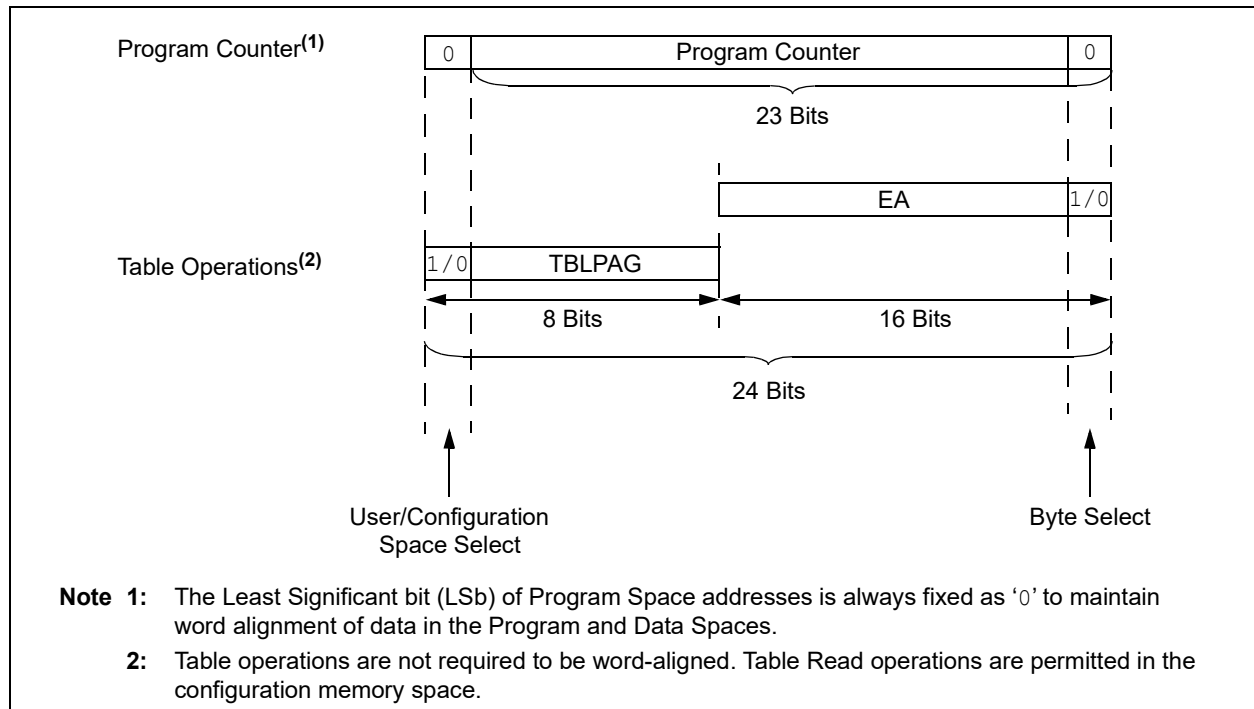 Program Counter(1)
0
Program Counter
0
23 Bits
EA
1/0
Table Operations(2)
1/0
TBLPAG
8 Bits
16 Bits
24 Bits
User/Configuration
Space Select
Byte Select
Note 1: The Least Significant bit (LSb) of Program Space addresses is always fixed as ‘0’ to maintain
word alignment of data in the Program and Data Spaces.
2: Table operations are not required to be word-aligned. Table Read operations are permitted in the
configuration memory space.